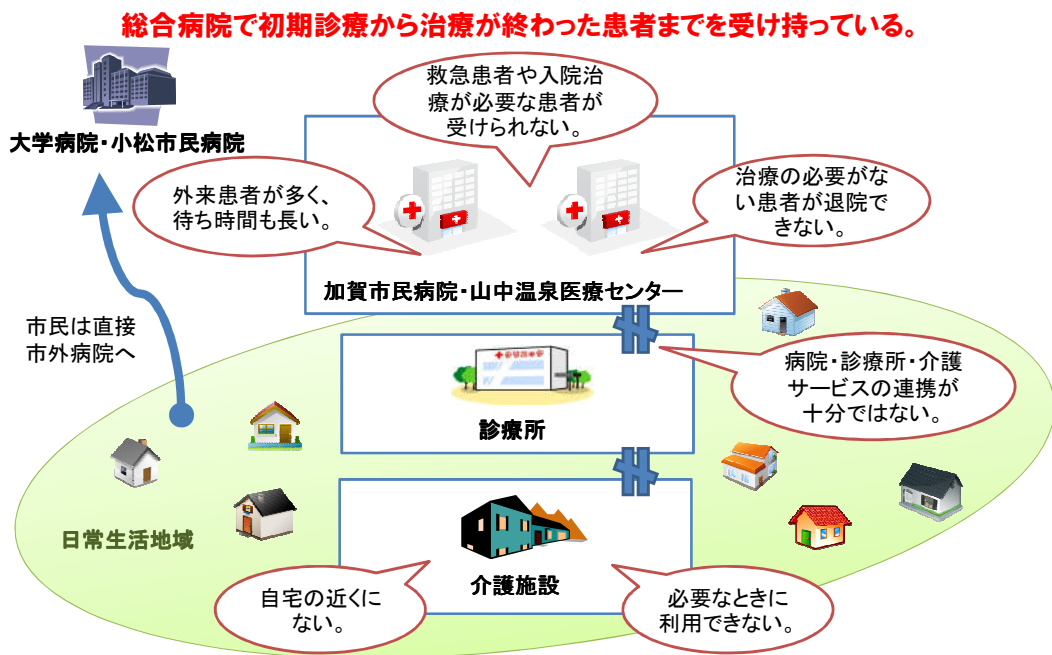 総合病院で初期診療から治療が終わった患者までを受け持っている。
大学病院・小松市民病院
救急患者や入院治
療が必要な患者が
受けられない。
外来患者が多く、
待ち時間も長い。
治療の必要がな
い患者が退院で
きない。
加賀市民病院・山中温泉医療センター
市民は直接
市外病院へ
病院・診療所・介護
サービスの連携が
十分ではない。
診療所
日常生活地域
介護施設
自宅の近くに
ない。
必要なときに
利用できない。